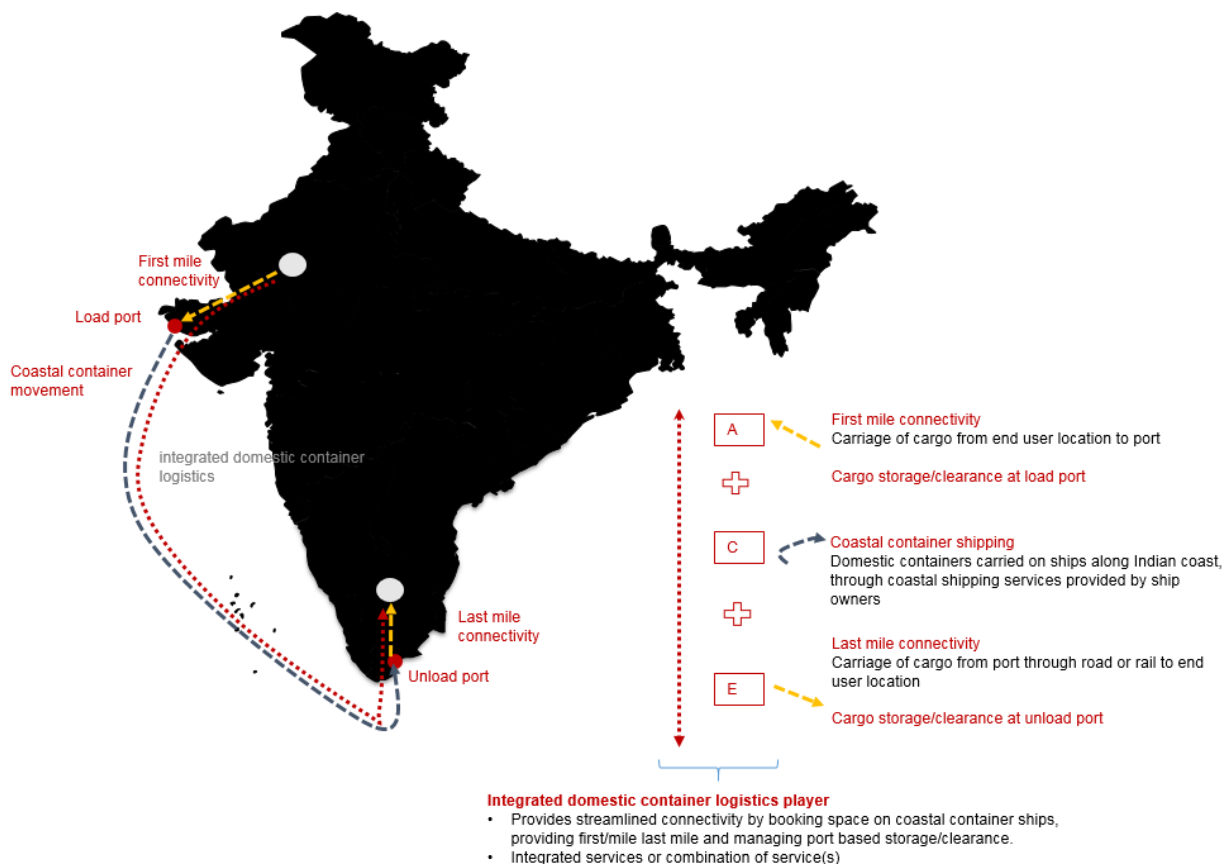 First mile
connectivity
Load port
Coastal container
movement
integrated domestic container
logistics
Last mile
connectivity
Unload port
A
First mile connectivity
Carriage of cargo from end user location to port
Cargo storage/clearance at load port
C
Coastal container shipping
Domestic containers carried on ships along Indian coast,
through coastal shipping services provided by ship
owners
Last mile connectivity
Carriage of cargo from port through road or rail to end
user location
E
Cargo storage/clearance at unload port
Integrated domestic container logistics player
• Provides streamlined connectivity by booking space on coastal container ships,
providing first/mile last mile and managing port based storage/clearance.
• Integrated services or combination of service(s)